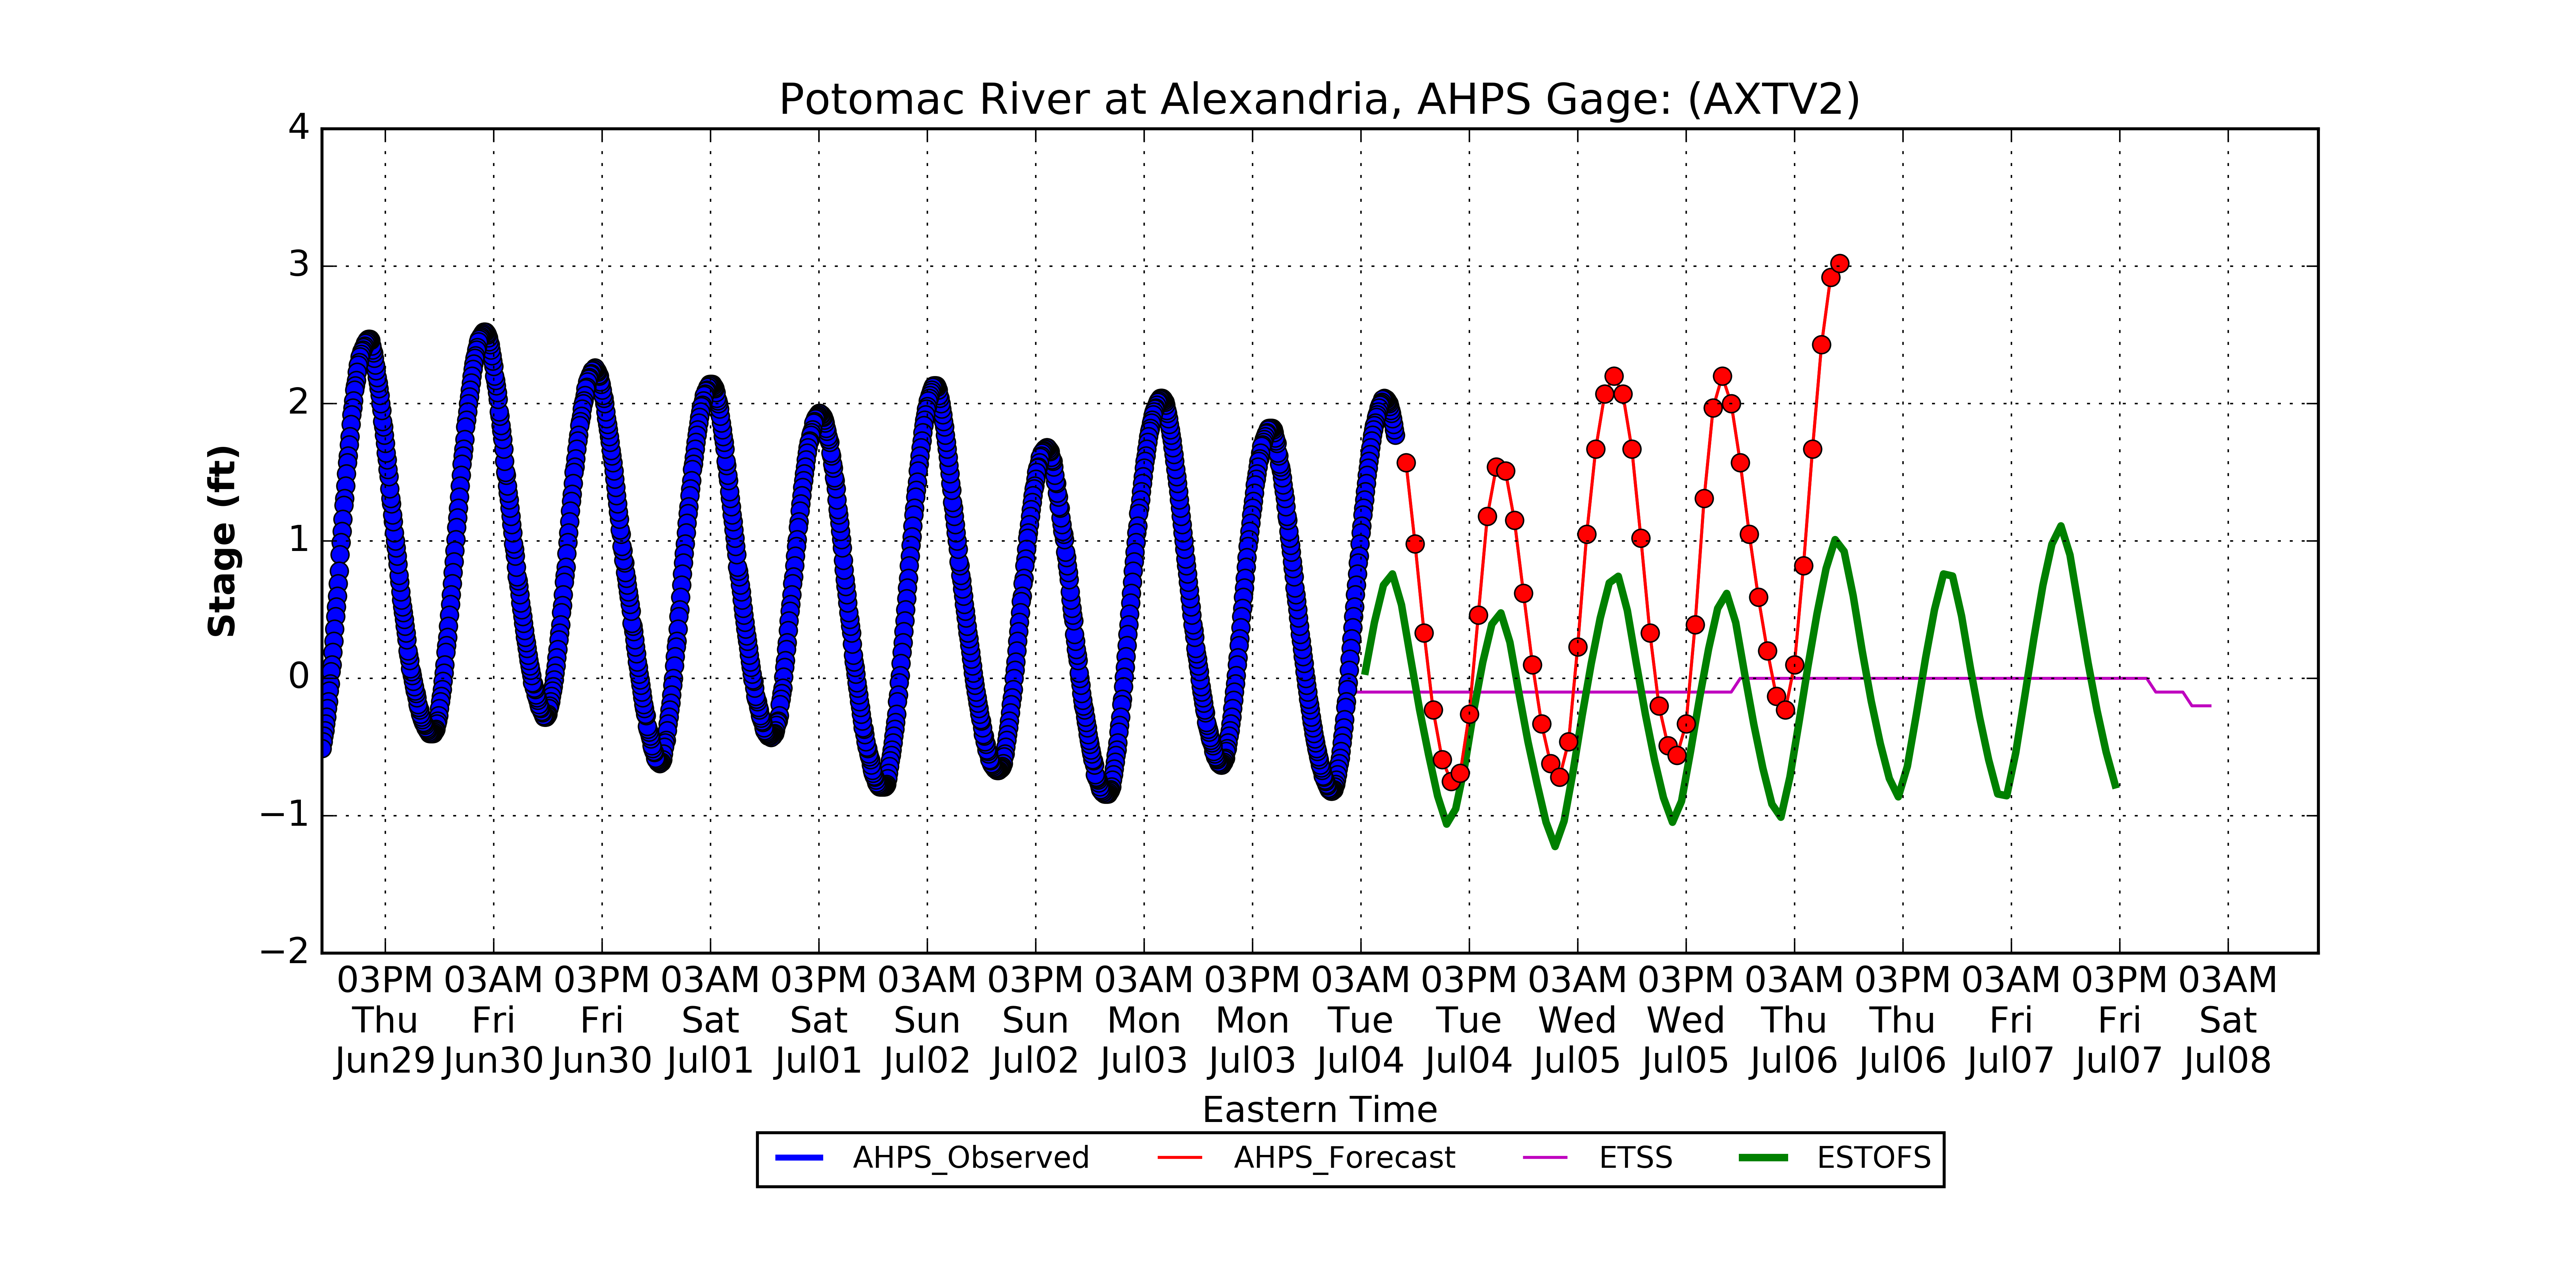 Potomac River at Alexandria, AHPS Gage: (AXTV2)
4
3
2
1
0
−1
−2
Stage (ft)
03PM 03AM 03PM 03AM 03PM 03AM 03PM 03AM 03PM 03AM 03PM 03AM 03PM 03AM 03PM 03AM 03PM 03AM
Thu Fri Fri Sat Sat Sun Sun Mon Mon Tue Tue Wed Wed Thu Thu Fri Fri Sat
Jun29 Jun30 Jun30 Jul01 Jul01 Jul02 Jul02 Jul03 Jul03 Jul04 Jul04 Jul05 Jul05 Jul06 Jul06 Jul07 Jul07 Jul08
Eastern Time
AHPS_Observed AHPS_Forecast ETSS ESTOFS